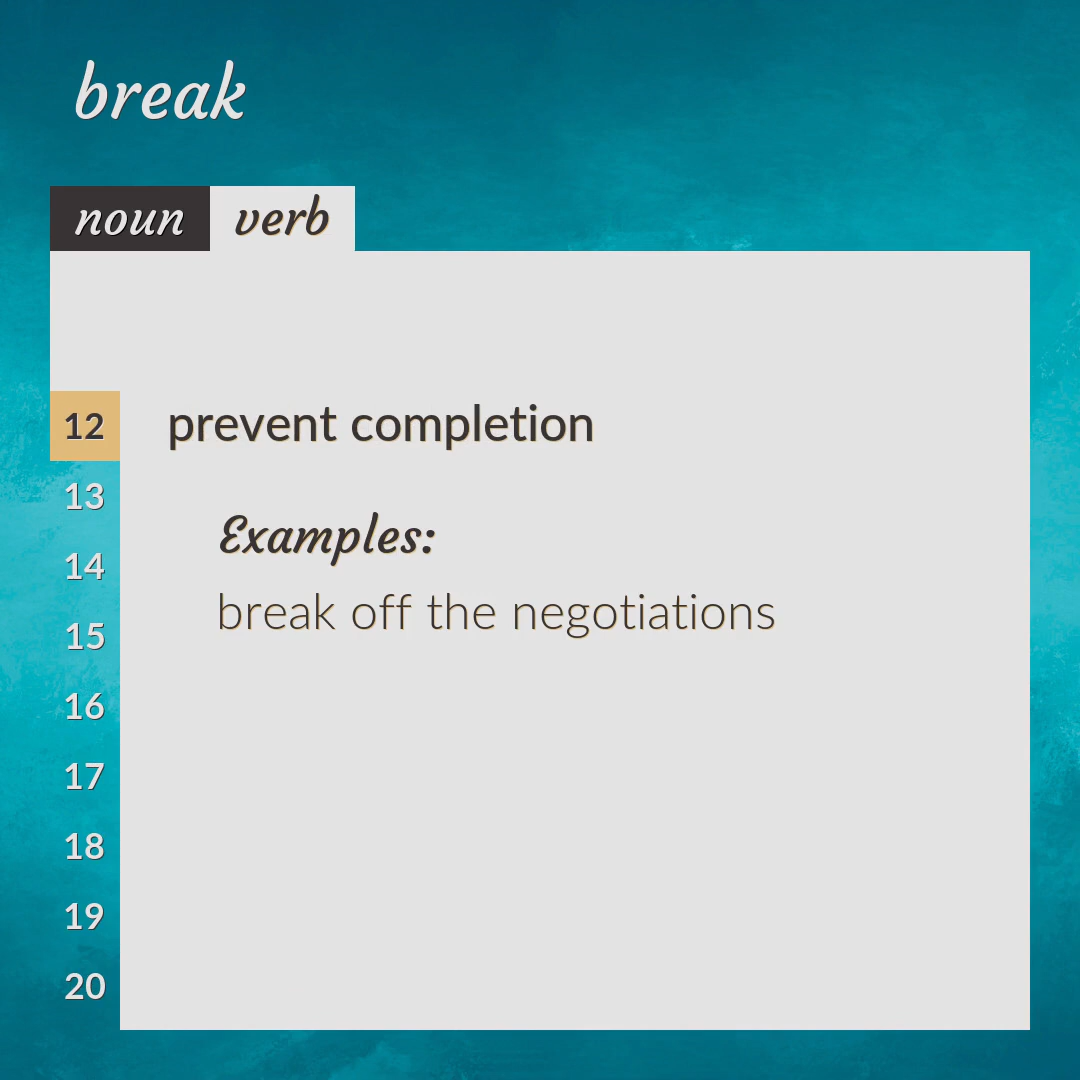 break
noun verb
12 prevent completion
13
Examples:
14
break off the negotiations
15
16
17
18
19
20